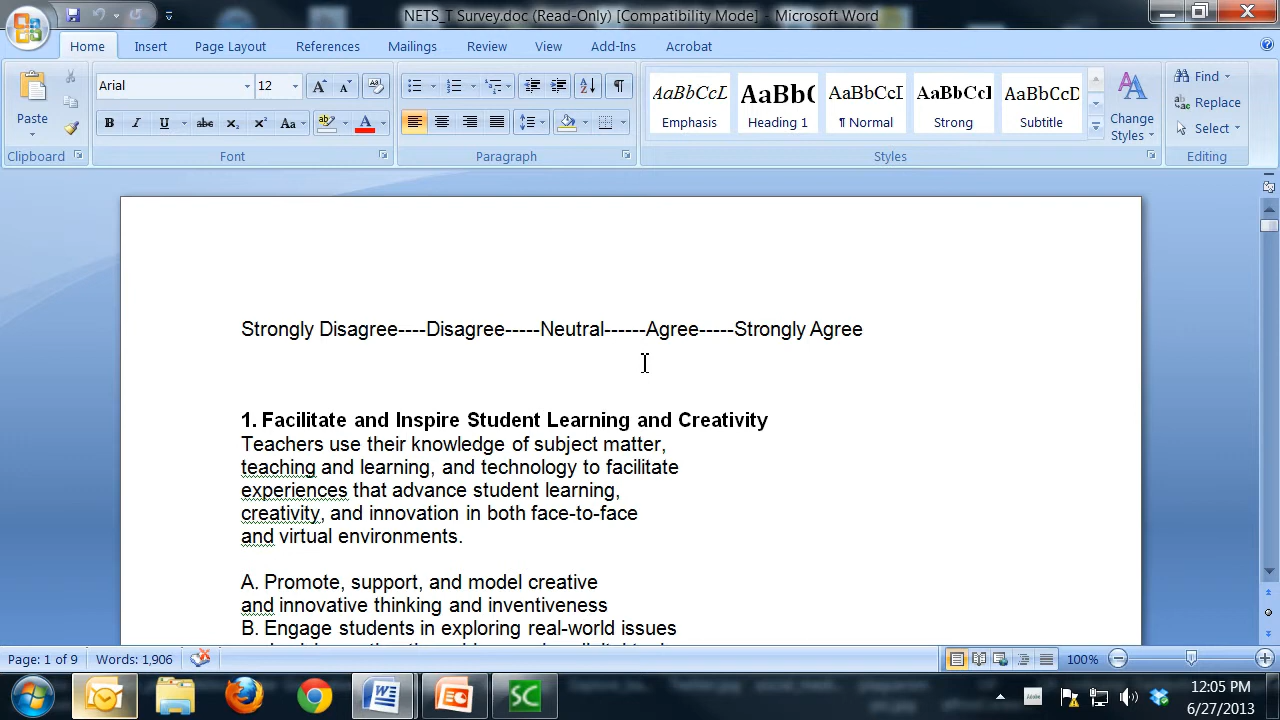 NETS_T Survey.doc (Read-Only) [Compatibility Mode] - Microsoft Word
Home Insert Page Layout References Mailings Review View Add-Ins Acrobat
Paste
Clipboard
Arial 12
Font
Paragraph
AaBbCcL AaBb( AaBbCcI AaBbCcI AaBbCcD
Emphasis Heading 1 ¶ Normal Strong Subtitle
Change Styles
Styles
Find
Replace
Select
Editing
Strongly Disagree----Disagree-----Neutral------Agree-----Strongly Agree
1. Facilitate and Inspire Student Learning and Creativity
Teachers use their knowledge of subject matter,
teaching and learning, and technology to facilitate
experiences that advance student learning,
creativity, and innovation in both face-to-face
and virtual environments.
A. Promote, support, and model creative
and innovative thinking and inventiveness
B. Engage students in exploring real-world issues
Page: 1 of 9 Words: 1,906 100%
SC
12:05 PM
6/27/2013